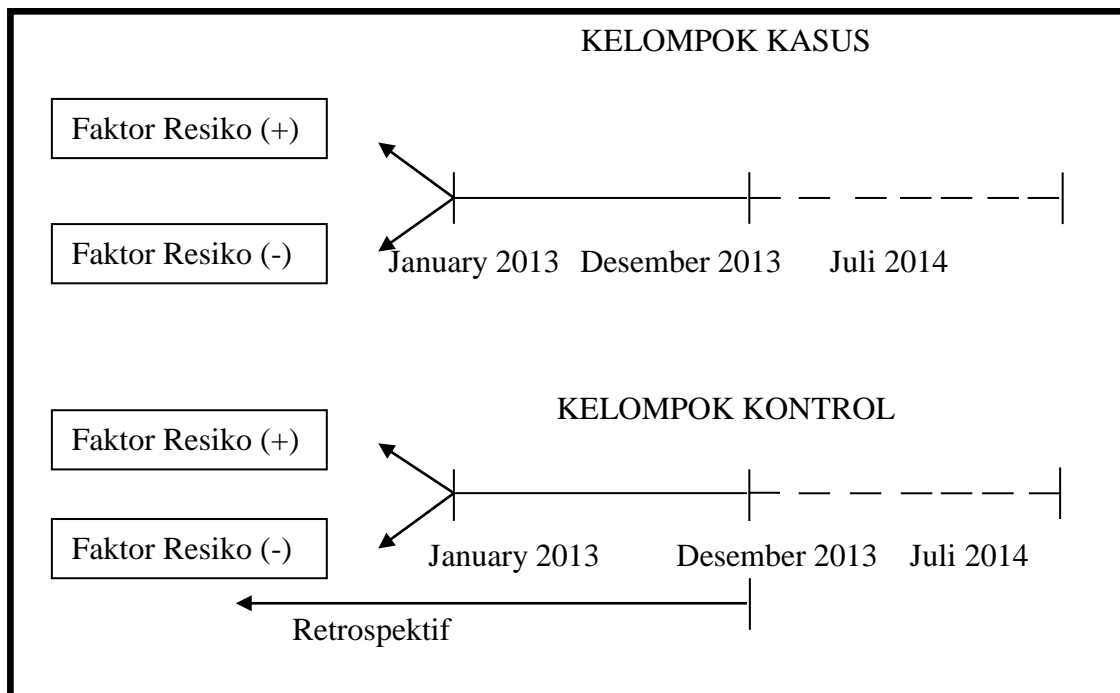 KELOMPOK KASUS
Faktor Resiko (+)
Faktor Resiko (-)
January 2013 Desember 2013 Juli 2014
KELOMPOK KONTROL
Faktor Resiko (+)
Faktor Resiko (-)
January 2013 Desember 2013 Juli 2014
Retrospektif